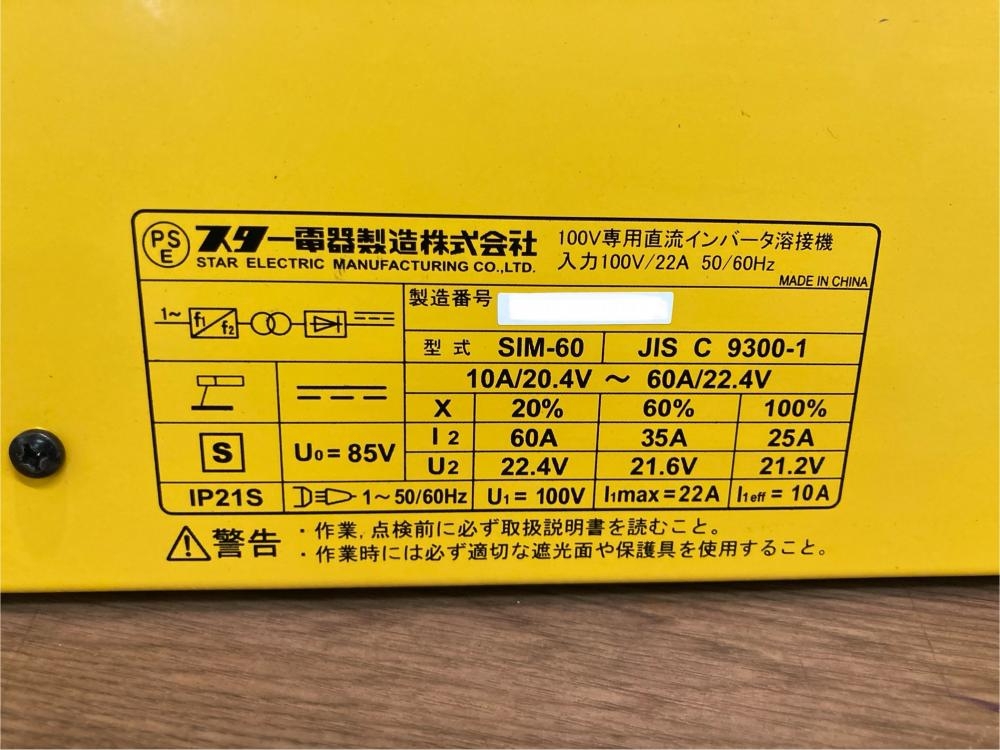 PSE スター電器製造株式会社
STAR ELECTRIC MANUFACTURING CO.,LTD.
100V専用直流インバータ溶接機
入力100V/22A 50/60Hz
MADE IN CHINA
1~ f1 f2
製造番号
型式 SIM-60 JIS C 9300-1
10A/20.4V ～ 60A/22.4V
X 20% 60% 100%
S U0=85V
I2 60A 35A 25A
U2 22.4V 21.6V 21.2V
IP21S 1~50/60Hz U1=100V I1max=22A I1eff=10A
警告
・作業,点検前に必ず取扱説明書を読むこと。
・作業時には必ず適切な遮光面や保護具を使用すること。